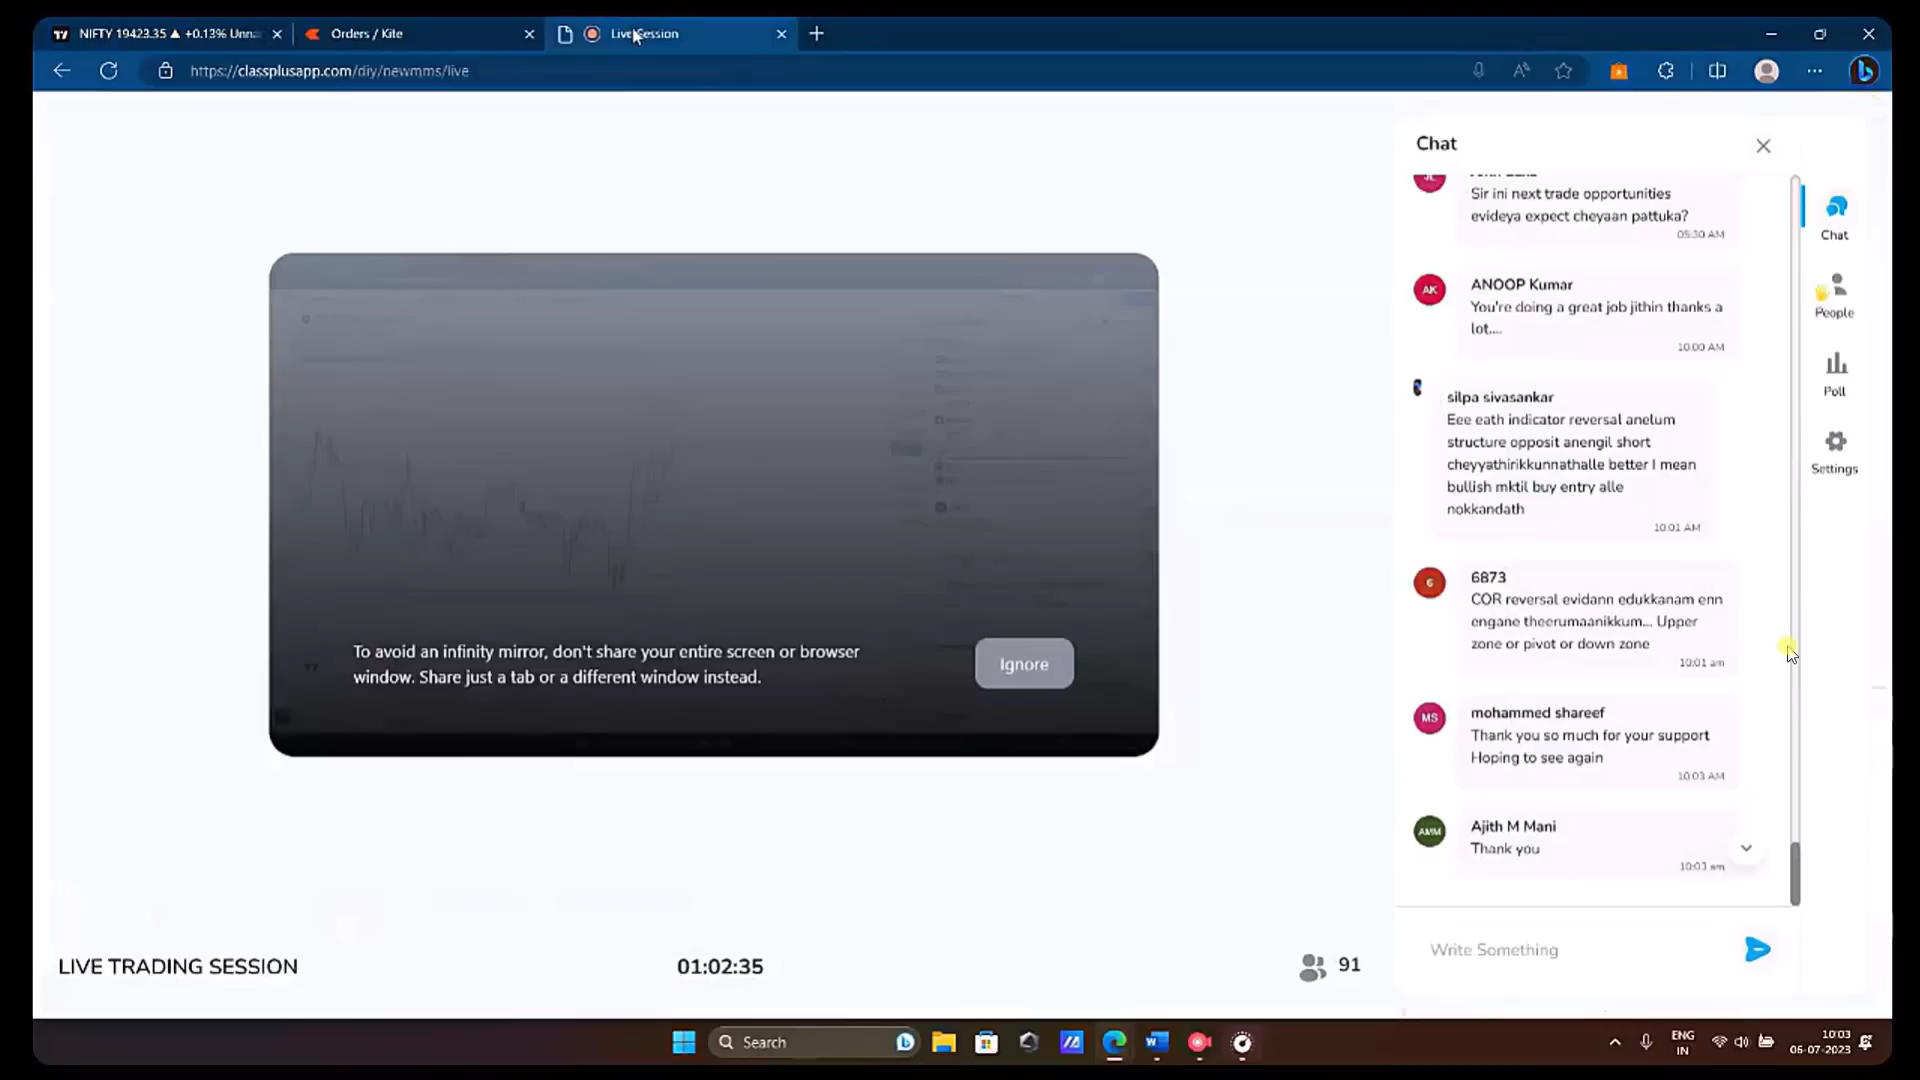 NIFTY 19423.35 ▲ +0.13% Unna
Orders / Kite
Live Session
https://classplusapp.com/diy/newmms/live
Chat
Sir ini next trade opportunities
evideya expect cheyaan pattuka?
05:30 AM
AK
ANOOP Kumar
You're doing a great job jithin thanks a
lot....
10:00 AM
silpa sivasankar
Eee eath indicator reversal anelum
structure opposit anengil short
cheyyathirikkunnathalle better I mean
bullish mktil buy entry alle
nokkandath
10:01 AM
6
6873
COR reversal evidann edukkanam enn
engane theerumaanikkum... Upper
zone or pivot or down zone
10:01 am
MS
mohammed shareef
Thank you so much for your support
Hoping to see again
10:03 AM
AMM
Ajith M Mani
Thank you
10:03 am
Write Something
Chat
People
Poll
Settings
To avoid an infinity mirror, don't share your entire screen or browser
window. Share just a tab or a different window instead.
Ignore
LIVE TRADING SESSION
01:02:35
91
Search
ENG
IN
10:03
06-07-2023